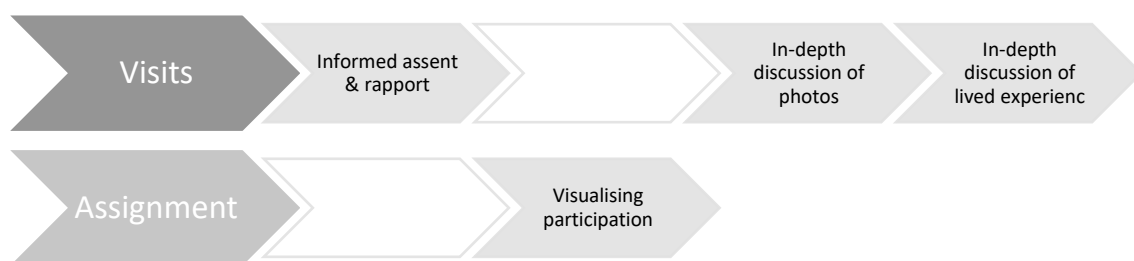 Visits
Informed assent
& rapport
In-depth
discussion of
photos
In-depth
discussion of
lived experienc
Assignment
Visualising
participation